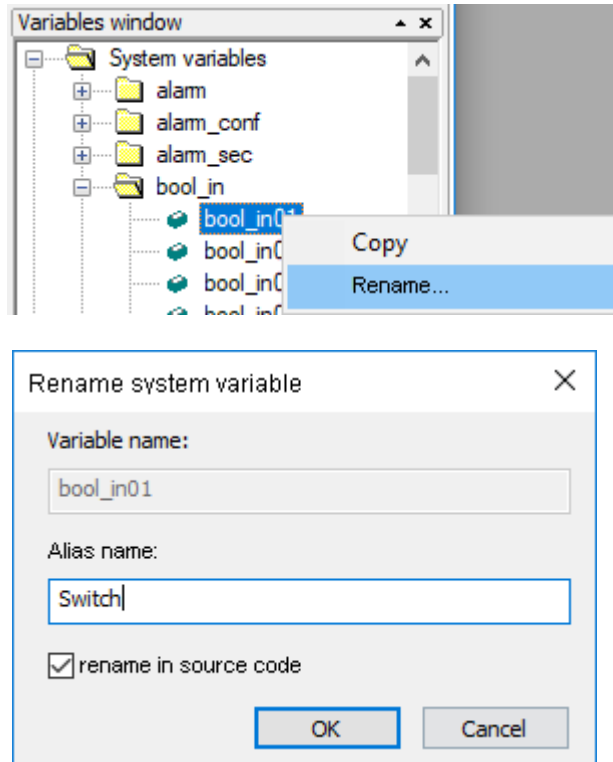 Variables window
System variables
alarm
alarm_conf
alarm_sec
bool_in
bool_in01
Copy
Rename...
Rename system variable
Variable name:
bool_in01
Alias name:
Switch
rename in source code
OK
Cancel